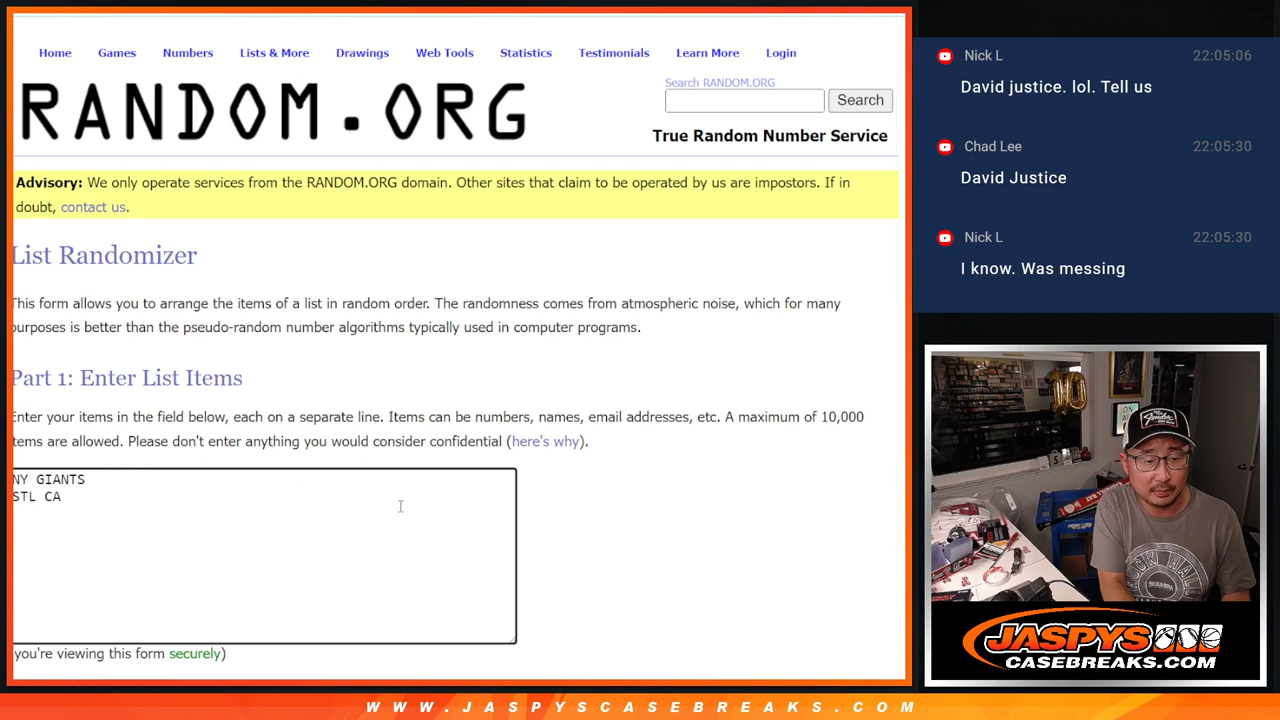 Home Games Numbers Lists & More Drawings Web Tools Statistics Testimonials Learn More Login
Search RANDOM.ORG
Search
RANDOM.ORG
True Random Number Service
Advisory: We only operate services from the RANDOM.ORG domain. Other sites that claim to be operated by us are impostors. If in
doubt, contact us.
List Randomizer
This form allows you to arrange the items of a list in random order. The randomness comes from atmospheric noise, which for many
purposes is better than the pseudo-random number algorithms typically used in computer programs.
Part 1: Enter List Items
Enter your items in the field below, each on a separate line. Items can be numbers, names, email addresses, etc. A maximum of 10,000
items are allowed. Please don't enter anything you would consider confidential (here's why).
NY GIANTS
STL CA
you're viewing this form securely)
Nick L 22:05:06
David justice. lol. Tell us
Chad Lee 22:05:30
David Justice
Nick L 22:05:30
I know. Was messing
10
Fender
JASPYS
CASEBREAKS.COM
WWW.JASPYSCASEBREAKS.COM